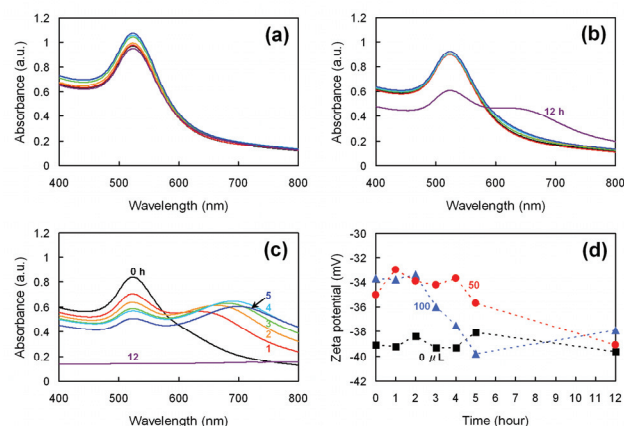 (a)
Absorbance (a.u.)
1.2
1
0.8
0.6
0.4
0.2
0
400 500 600 700 800
Wavelength (nm)
(b)
Absorbance (a.u.)
1.2
1
0.8
0.6
0.4
0.2
0
12 h
400 500 600 700 800
Wavelength (nm)
(c)
Absorbance (a.u.)
1.2
1
0.8
0.6
0.4
0.2
0
0 h
5
4
3
2
1
12
400 500 600 700 800
Wavelength (nm)
(d)
Zeta potential (mV)
-30
-32
-34
-36
-38
-40
-42
50
100
0 μL
0 1 2 3 4 5 6 7 8 9 10 11 12
Time (hour)